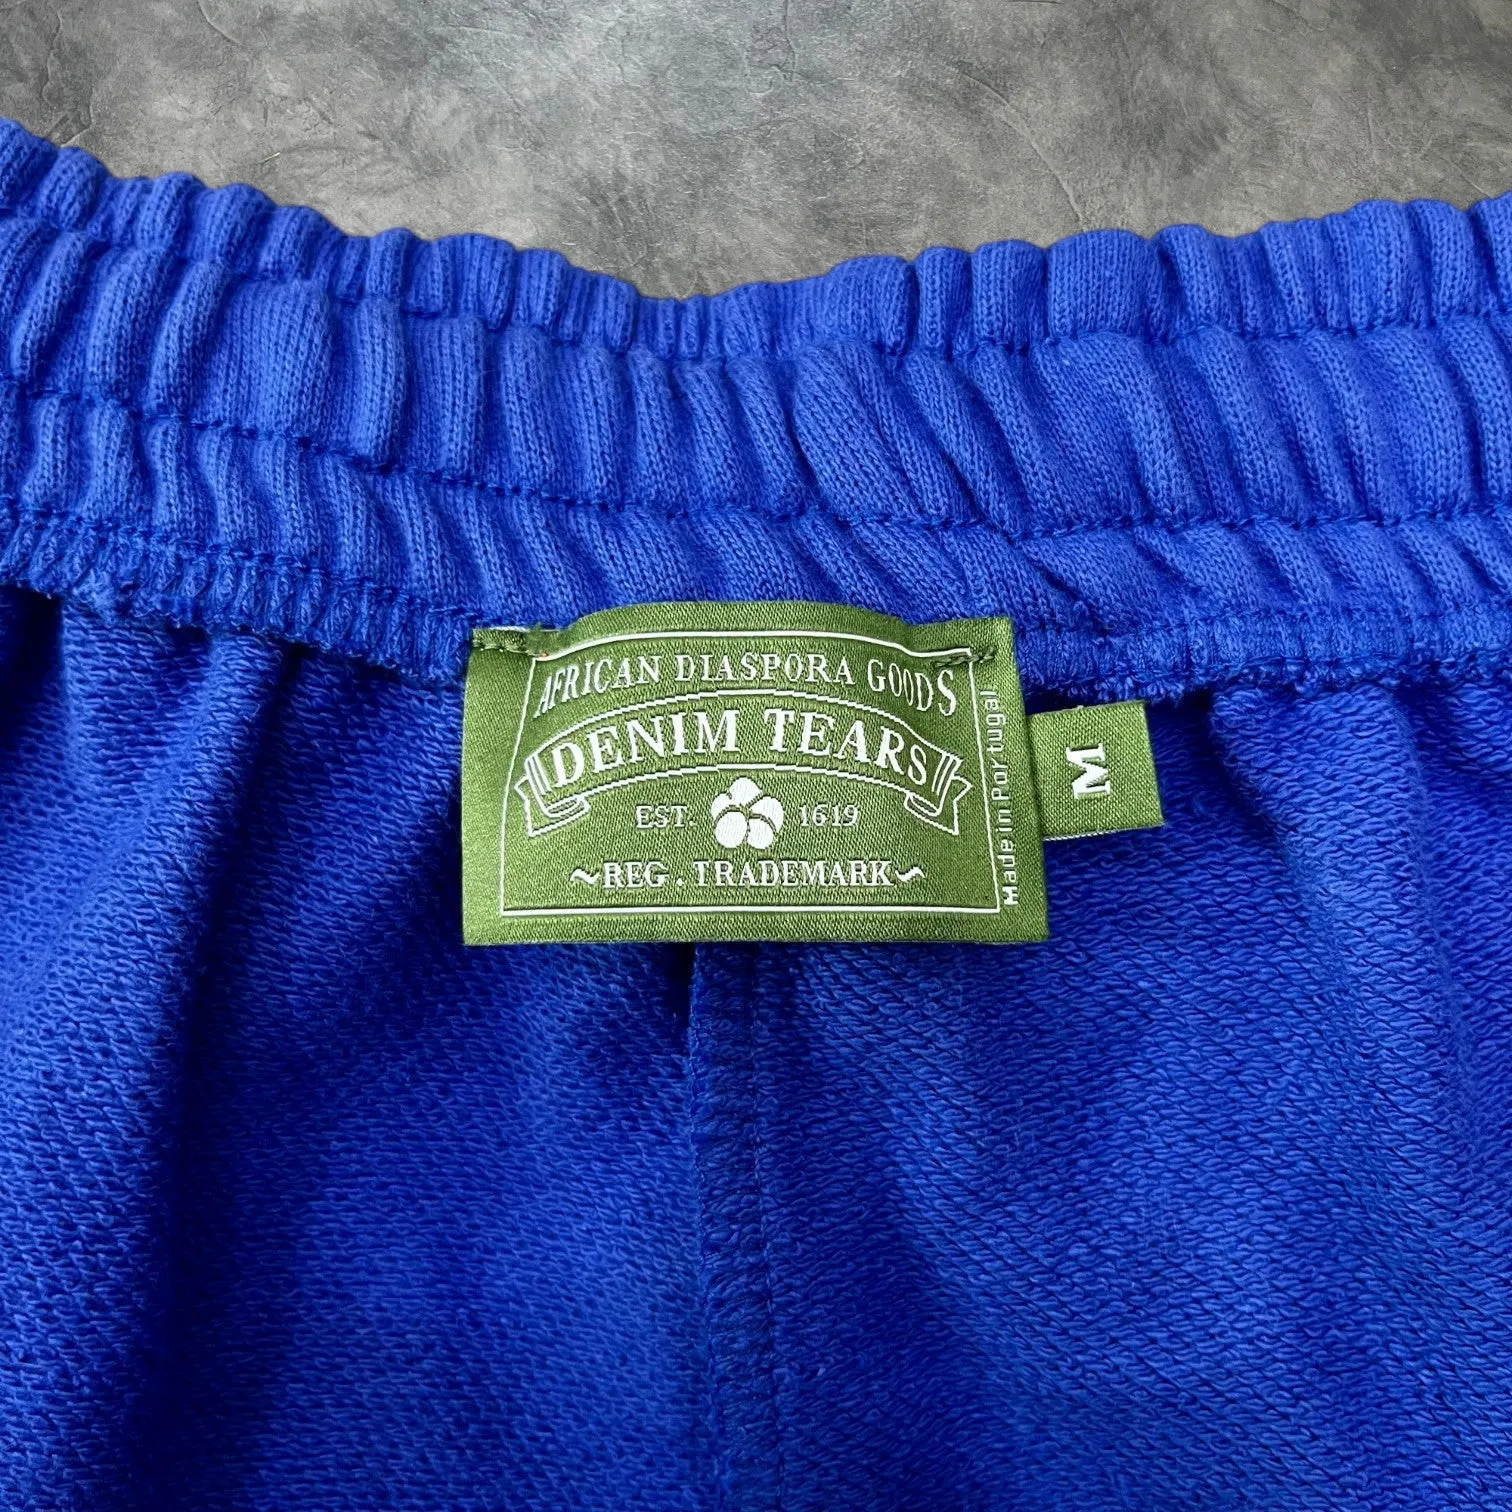 AFRICAN DIASPORA GOODS
DENIM TEARS
EST. 1619
~REG. TRADEMARK~
Made in Portugal
M